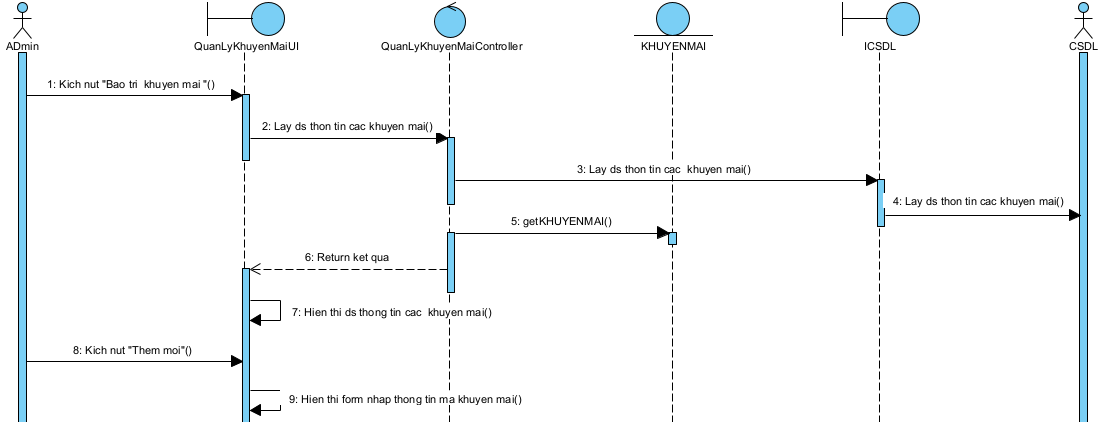 ADmin
QuanLyKhuyenMaiUI
QuanLyKhuyenMaiController
KHUYENMAI
ICSDL
CSDL
1: Kich nut "Bao tri khuyen mai "()
2: Lay ds thon tin cac khuyen mai()
3: Lay ds thon tin cac khuyen mai()
4: Lay ds thon tin cac khuyen mai()
5: getKHUYENMAI()
6: Return ket qua
7: Hien thi ds thong tin cac khuyen mai()
8: Kich nut "Them moi"()
9: Hien thi form nhap thong tin ma khuyen mai()